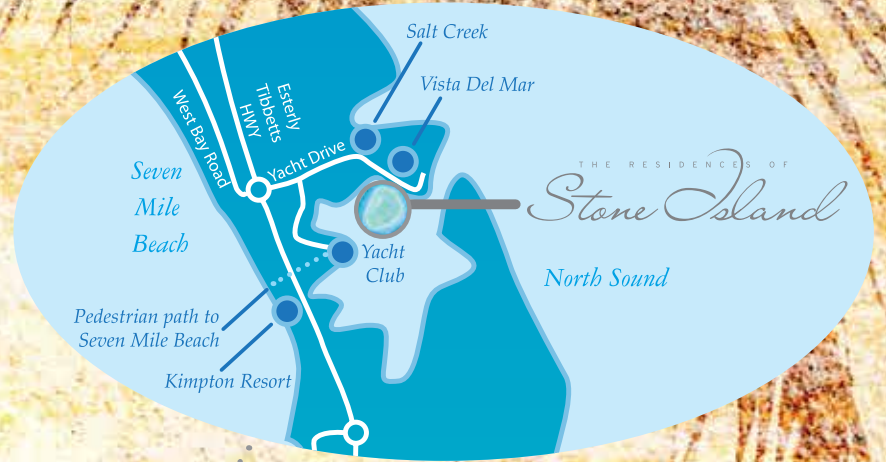 Salt Creek
Vista Del Mar
Esterly
Tibbetts
HWY
West Bay Road
Yacht Drive
Seven
Mile
Beach
THE RESIDENCES OF
Stone Island
Yacht
Club
North Sound
Pedestrian path to
Seven Mile Beach
Kimpton Resort